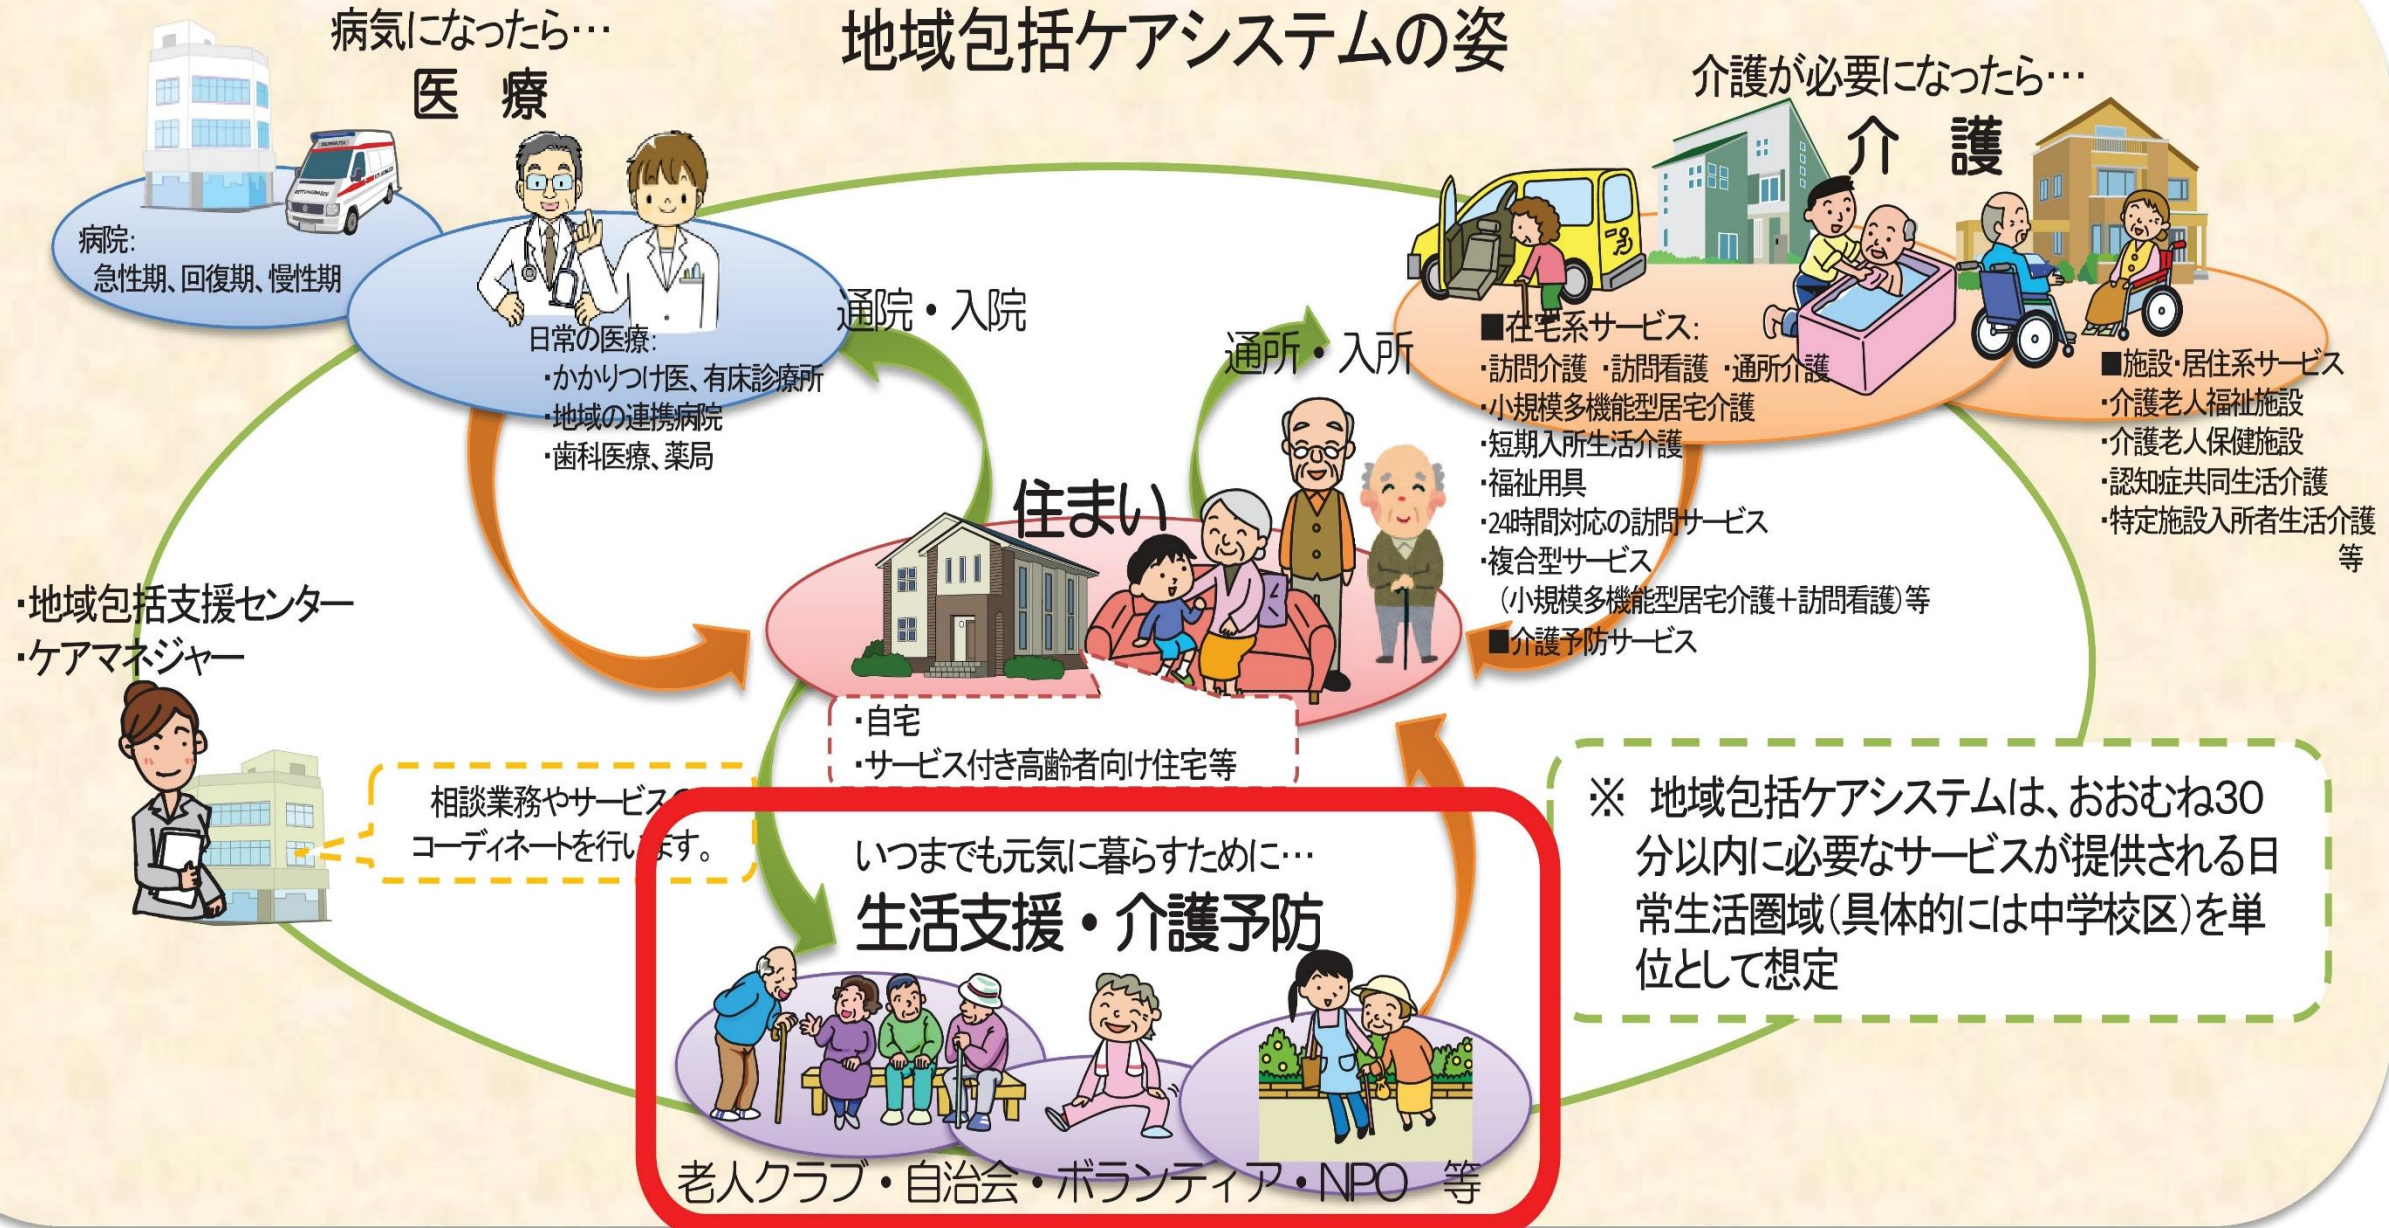 地域包括ケアシステムの姿
病気になったら…
医 療
病院:
急性期、回復期、慢性期
日常の医療:
・かかりつけ医、有床診療所
・地域の連携病院
・歯科医療、薬局
通院・入院
通所・入所
介護が必要になったら…
介 護
■在宅系サービス:
・訪問介護 ・訪問看護 ・通所介護
・小規模多機能型居宅介護
・短期入所生活介護
・福祉用具
・24時間対応の訪問サービス
・複合型サービス
(小規模多機能型居宅介護+訪問看護)等
■介護予防サービス
■施設・居住系サービス
・介護老人福祉施設
・介護老人保健施設
・認知症共同生活介護
・特定施設入所者生活介護
等
住まい
・自宅
・サービス付き高齢者向け住宅等
・地域包括支援センター
・ケアマネジャー
相談業務やサービスの
コーディネートを行います。
いつまでも元気に暮らすために…
生活支援・介護予防
老人クラブ・自治会・ボランティア・NPO 等
※ 地域包括ケアシステムは、おおむね30
分以内に必要なサービスが提供される日
常生活圏域(具体的には中学校区)を単
位として想定